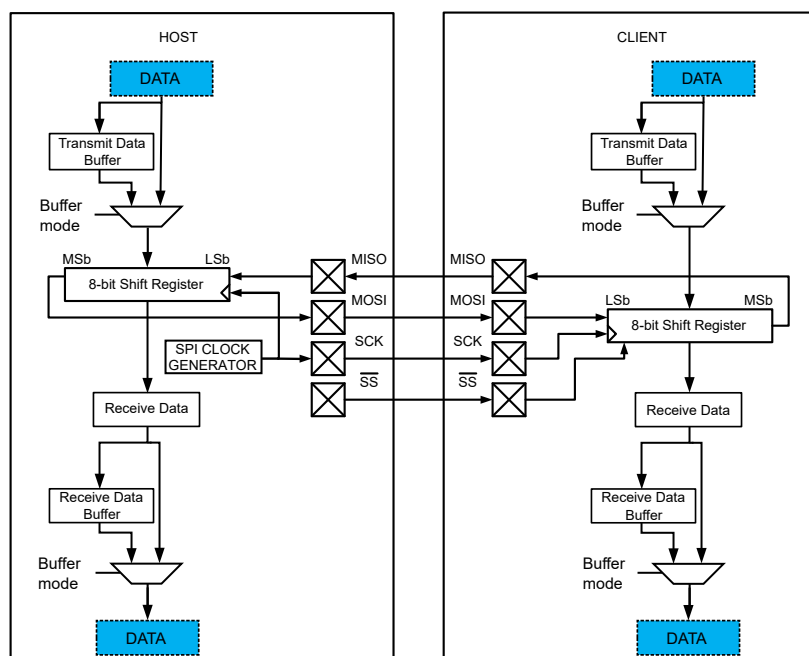 HOST
CLIENT
DATA
DATA
Transmit Data
Buffer
Transmit Data
Buffer
Buffer
mode
Buffer
mode
MSb
LSb
MISO
MISO
8-bit Shift Register
MOSI
MOSI
LSb
MSb
8-bit Shift Register
SPI CLOCK
GENERATOR
SCK
SCK
SS
SS
Receive Data
Receive Data
Receive Data
Buffer
Receive Data
Buffer
Buffer
mode
Buffer
mode
DATA
DATA